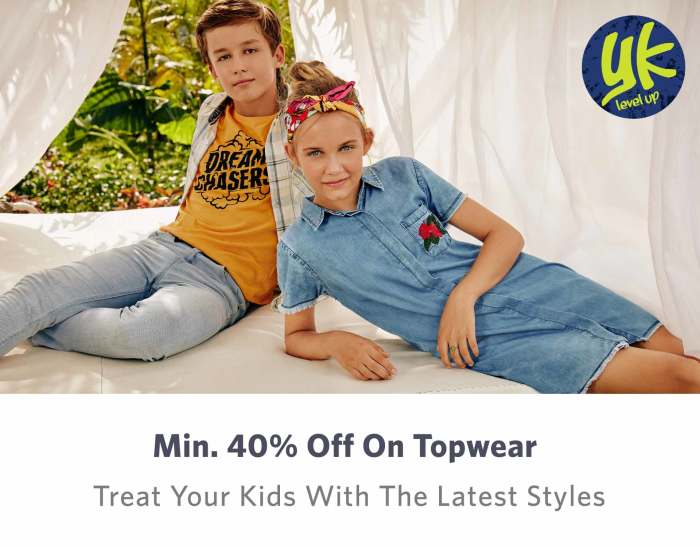 yk
level up
DREAM
CHASERS
Min. 40% Off On Topwear
Treat Your Kids With The Latest Styles